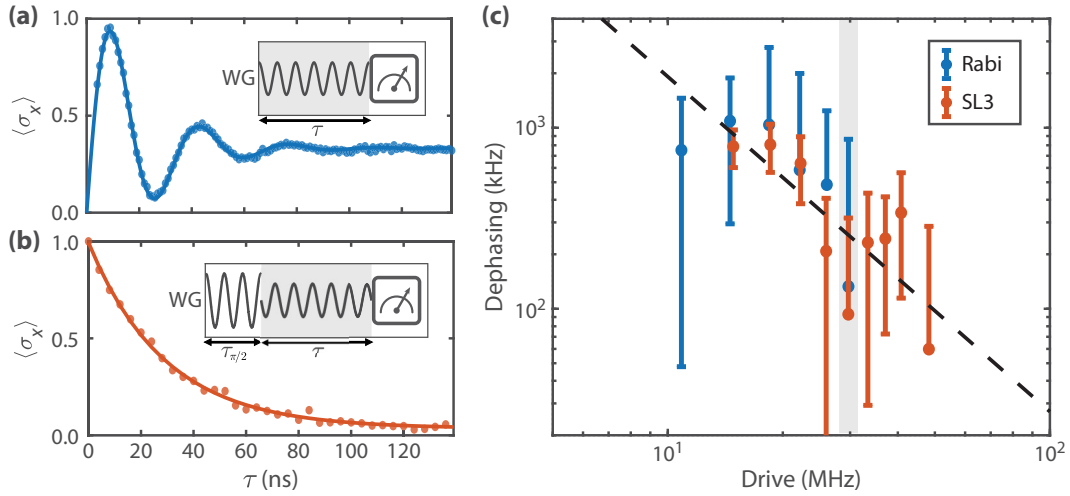 (a)
1.0
0.5
0.0
⟨σx⟩
WG
τ
(b)
1.0
0.5
0.0
⟨σx⟩
WG
τπ/2
τ
0 20 40 60 80 100 120
τ (ns)
(c)
Rabi
SL3
10³
10²
Dephasing (kHz)
10¹ 10²
Drive (MHz)